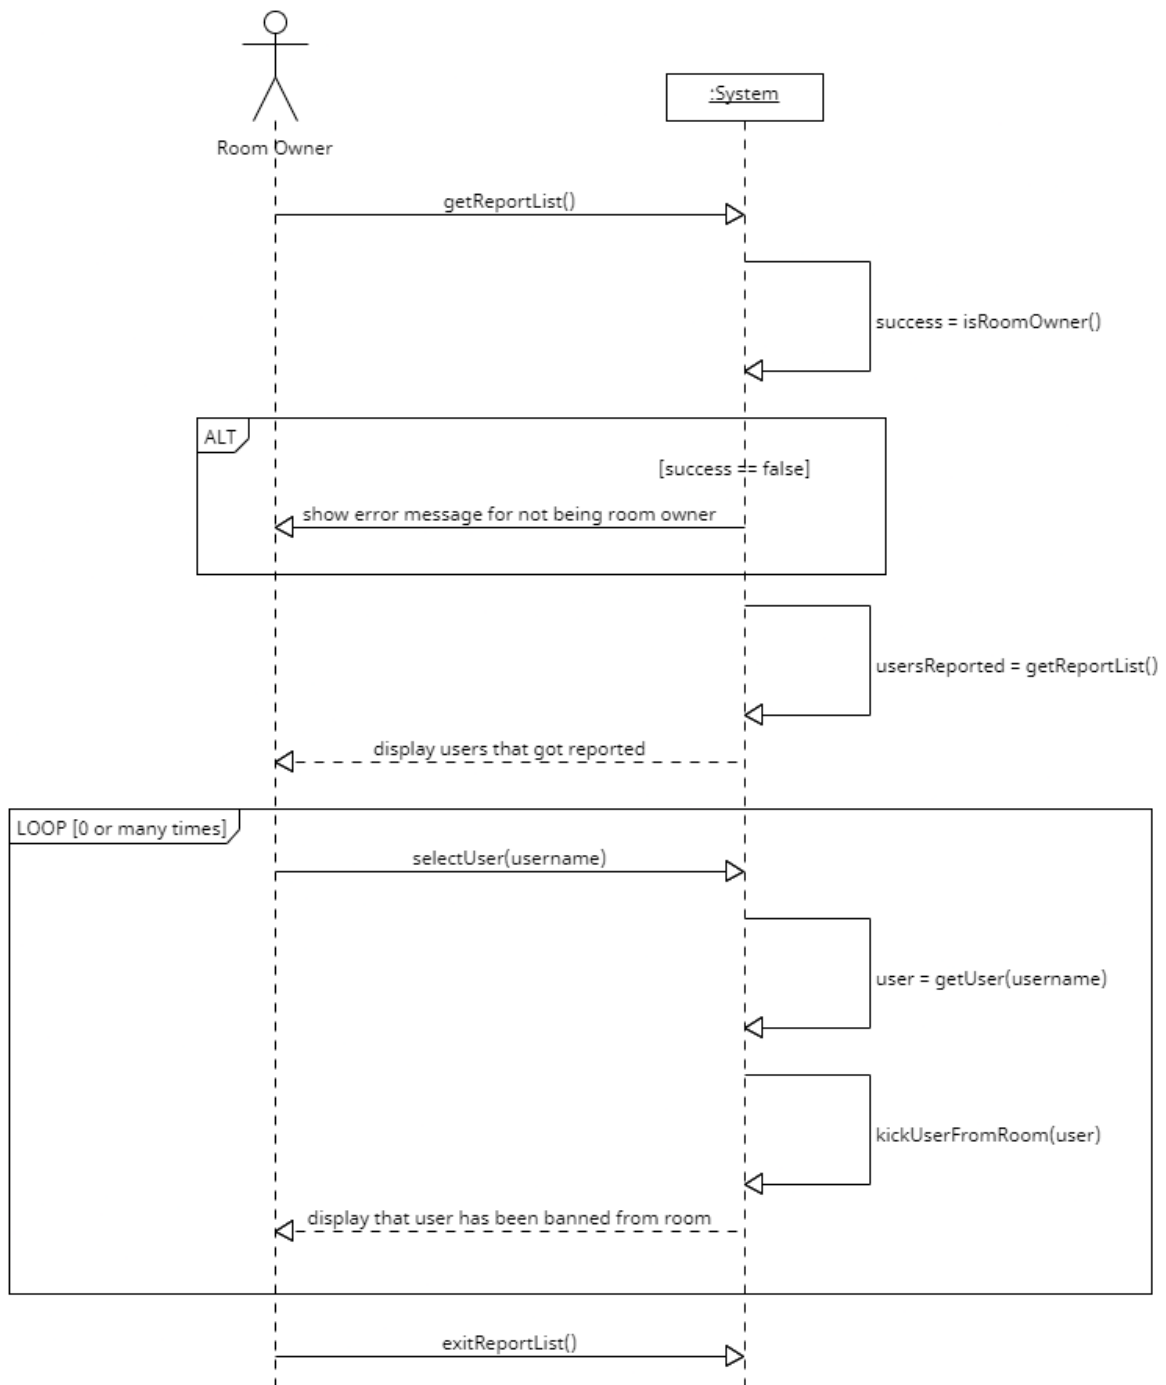 :System
Room Owner
getReportList()
success = isRoomOwner()
ALT
[success == false]
show error message for not being room owner
usersReported = getReportList()
display users that got reported
LOOP [0 or many times]
selectUser(username)
user = getUser(username)
kickUserFromRoom(user)
display that user has been banned from room
exitReportList()